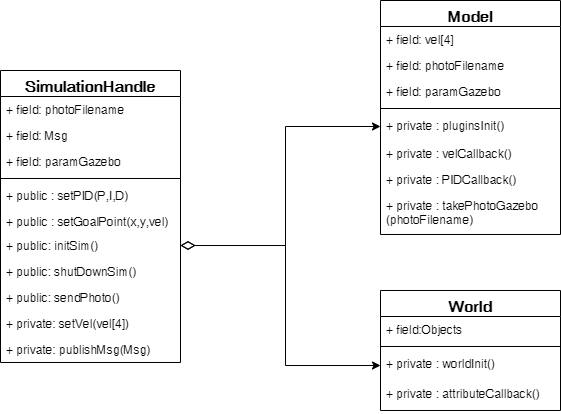 SimulationHandle
+ field: photoFilename
+ field: Msg
+ field: paramGazebo
+ public : setPID(P,I,D)
+ public : setGoalPoint(x,y,vel)
+ public: initSim()
+ public: shutDownSim()
+ public: sendPhoto()
+ private: setVel(vel[4])
+ private: publishMsg(Msg)
Model
+ field: vel[4]
+ field: photoFilename
+ field: paramGazebo
+ private : pluginsInit()
+ private : velCallback()
+ private : PIDCallback()
+ private : takePhotoGazebo
(photoFilename)
World
+ field:Objects
+ private : worldInit()
+ private : attributeCallback()